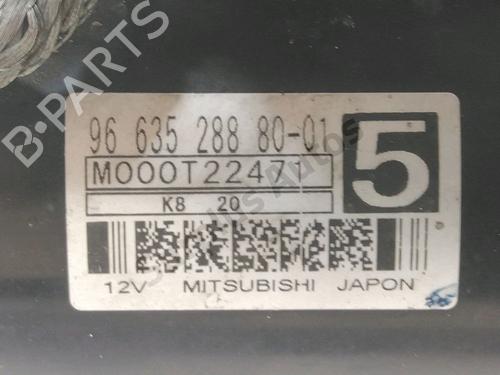 B-PARTS
96 635 288 80-01
M000T22471
5
K8 20
12V MITSUBISHI JAPON